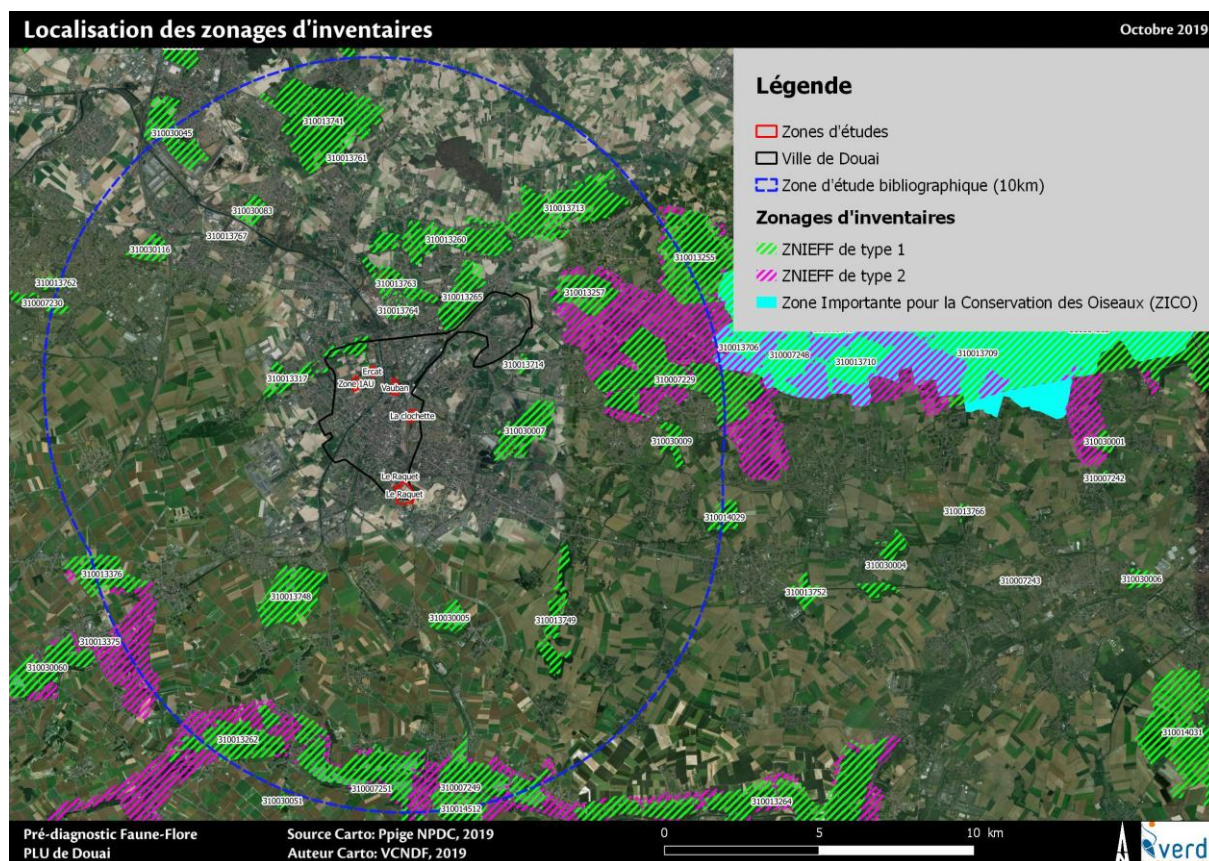 Localisation des zonages d'inventaires
Octobre 2019
Légende
Zones d'études
Ville de Douai
Zone d'étude bibliographique (10km)
Zonages d'inventaires
ZNIEFF de type 1
ZNIEFF de type 2
Zone Importante pour la Conservation des Oiseaux (ZICO)
310013741
310030045
310013761
310030083
310013713
310013767
310013260
310030116
310013255
310013762
310013763
310013265
310013257
310007230
310013764
310013706
310007248
310013710
310013709
310013714
310013317
Ercat
Zone 1AU
Vauban
310007229
La clochette
310030007
310030009
310030001
Le Raquet
310007242
Le Raquet
310014029
310013766
310030004
310013376
310007243
310030006
310013748
310013752
310030005
310013749
310013375
310030060
310014031
310013262
310007251
310007249
310030051
310014512
310013264
Pré-diagnostic Faune-Flore
PLU de Douai
Source Carto: Ppige NPDC, 2019
Auteur Carto: VCNDF, 2019
0 5 10 km
verd